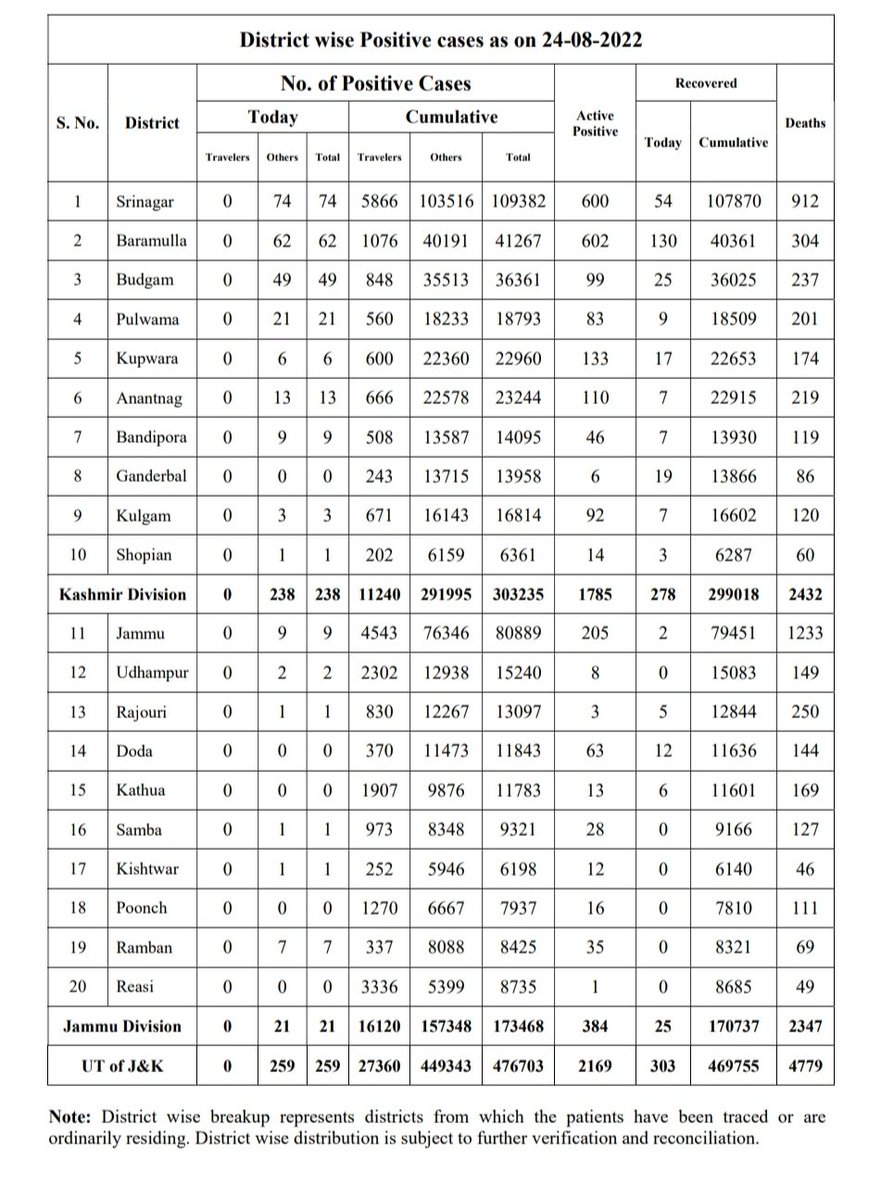 District wise Positive cases as on 24-08-2022
S. No. District No. of Positive Cases Active Positive Recovered Deaths
Today Cumulative Today Cumulative
Travelers Others Total Travelers Others Total
1 Srinagar 0 74 74 5866 103516 109382 600 54 107870 912
2 Baramulla 0 62 62 1076 40191 41267 602 130 40361 304
3 Budgam 0 49 49 848 35513 36361 99 25 36025 237
4 Pulwama 0 21 21 560 18233 18793 83 9 18509 201
5 Kupwara 0 6 6 600 22360 22960 133 17 22653 174
6 Anantnag 0 13 13 666 22578 23244 110 7 22915 219
7 Bandipora 0 9 9 508 13587 14095 46 7 13930 119
8 Ganderbal 0 0 0 243 13715 13958 6 19 13866 86
9 Kulgam 0 3 3 671 16143 16814 92 7 16602 120
10 Shopian 0 1 1 202 6159 6361 14 3 6287 60
Kashmir Division 0 238 238 11240 291995 303235 1785 278 299018 2432
11 Jammu 0 9 9 4543 76346 80889 205 2 79451 1233
12 Udhampur 0 2 2 2302 12938 15240 8 0 15083 149
13 Rajouri 0 1 1 830 12267 13097 3 5 12844 250
14 Doda 0 0 0 370 11473 11843 63 12 11636 144
15 Kathua 0 0 0 1907 9876 11783 13 6 11601 169
16 Samba 0 1 1 973 8348 9321 28 0 9166 127
17 Kishtwar 0 1 1 252 5946 6198 12 0 6140 46
18 Poonch 0 0 0 1270 6667 7937 16 0 7810 111
19 Ramban 0 7 7 337 8088 8425 35 0 8321 69
20 Reasi 0 0 0 3336 5399 8735 1 0 8685 49
Jammu Division 0 21 21 16120 157348 173468 384 25 170737 2347
UT of J&K 0 259 259 27360 449343 476703 2169 303 469755 4779
Note: District wise breakup represents districts from which the patients have been traced or are
ordinarily residing. District wise distribution is subject to further verification and reconciliation.